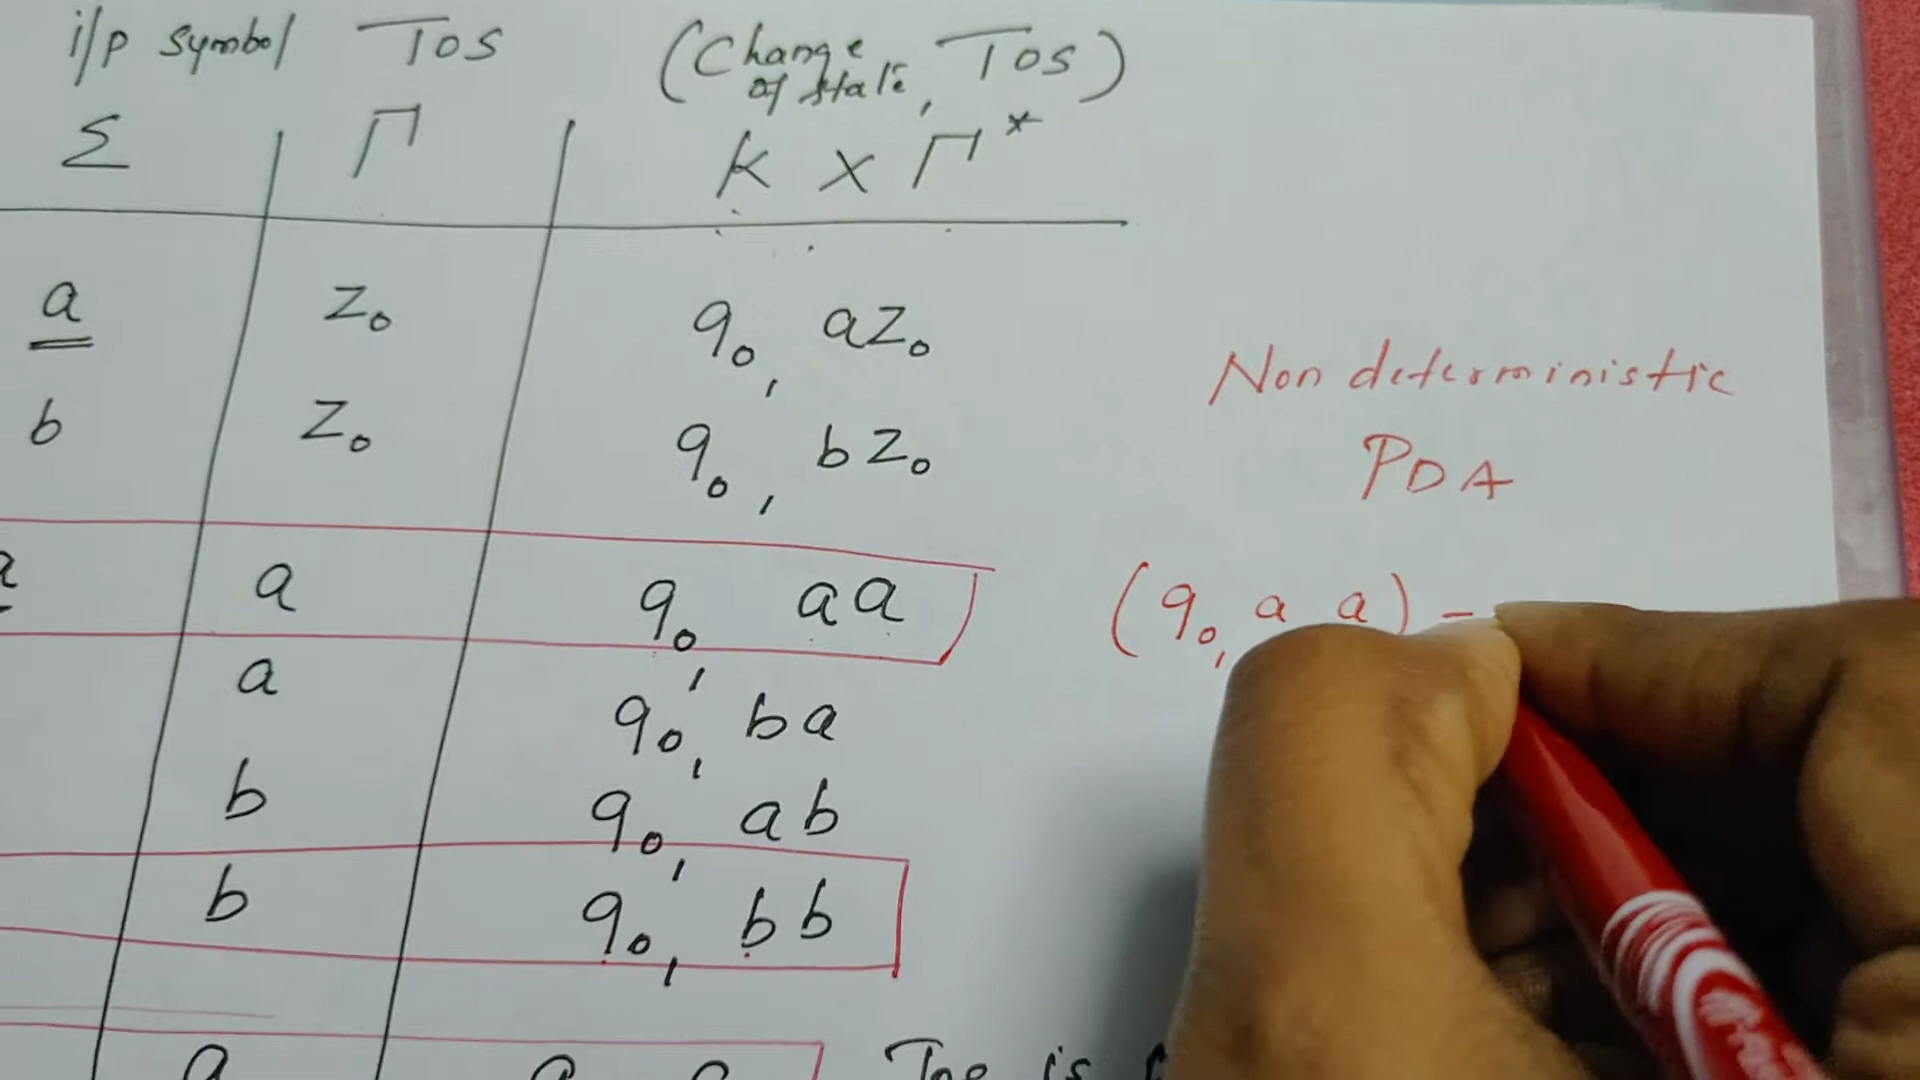 i/p symbol TOS (Change of state, TOS)
Σ Γ K x Γ*
a z₀ q₀, az₀
b z₀ q₀, bz₀
Non deterministic
PDA
a a q₀, aa
(q₀, a a) -
a q₀, ba
b q₀, ab
b q₀, bb
a
is